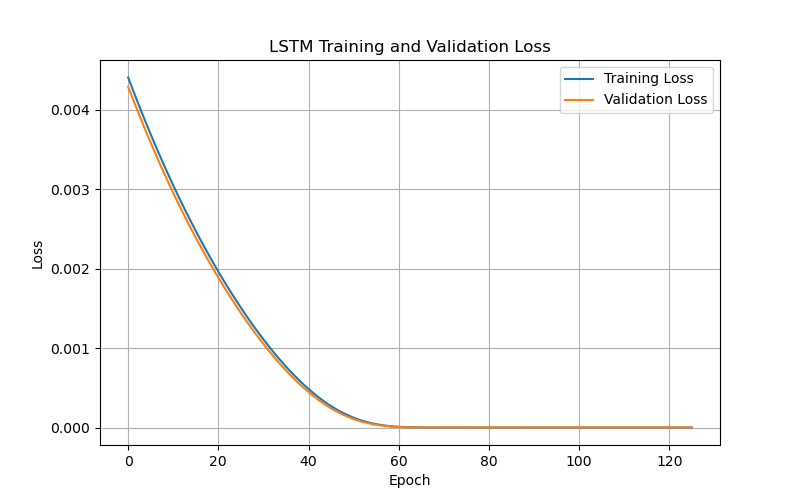 LSTM Training and Validation Loss
Training Loss
Validation Loss
0.004
0.003
0.002
0.001
0.000
Loss
0 20 40 60 80 100 120
Epoch